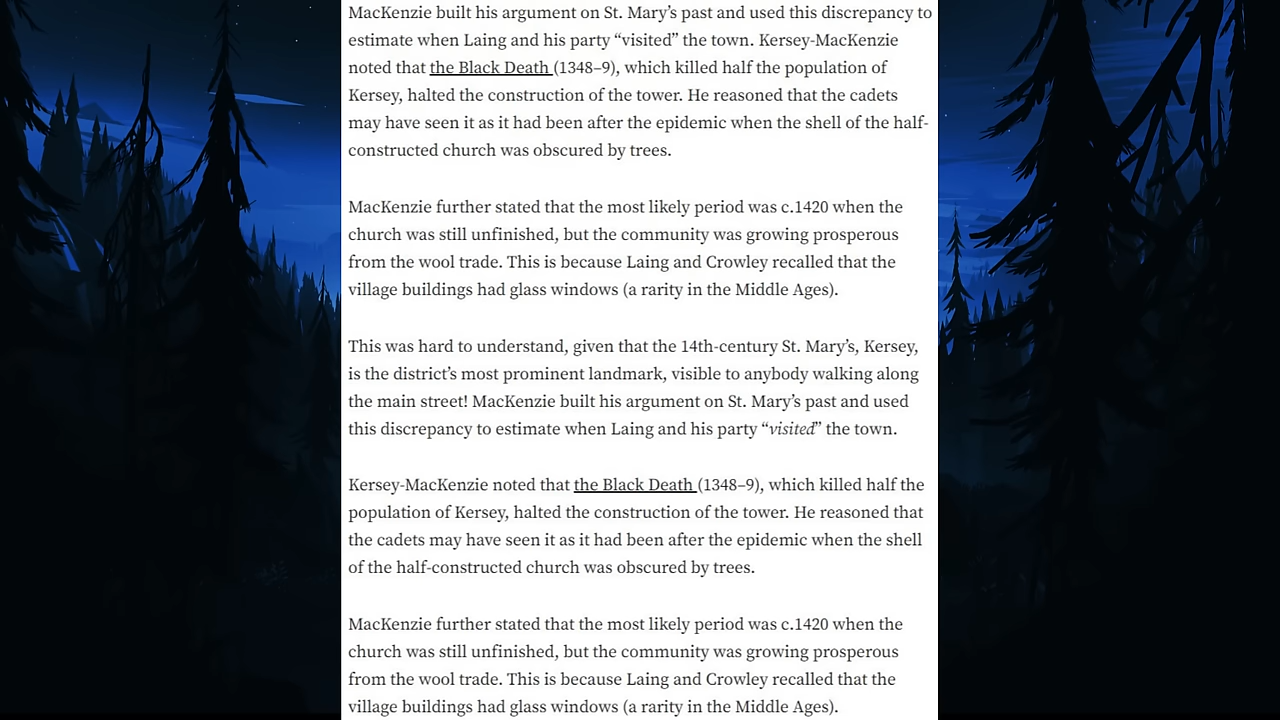 MacKenzie built his argument on St. Mary’s past and used this discrepancy to
estimate when Laing and his party “visited” the town. Kersey-MacKenzie
noted that the Black Death (1348–9), which killed half the population of
Kersey, halted the construction of the tower. He reasoned that the cadets
may have seen it as it had been after the epidemic when the shell of the half-
constructed church was obscured by trees.
MacKenzie further stated that the most likely period was c.1420 when the
church was still unfinished, but the community was growing prosperous
from the wool trade. This is because Laing and Crowley recalled that the
village buildings had glass windows (a rarity in the Middle Ages).
This was hard to understand, given that the 14th-century St. Mary’s, Kersey,
is the district’s most prominent landmark, visible to anybody walking along
the main street! MacKenzie built his argument on St. Mary’s past and used
this discrepancy to estimate when Laing and his party “visited” the town.
Kersey-MacKenzie noted that the Black Death (1348–9), which killed half the
population of Kersey, halted the construction of the tower. He reasoned that
the cadets may have seen it as it had been after the epidemic when the shell
of the half-constructed church was obscured by trees.
MacKenzie further stated that the most likely period was c.1420 when the
church was still unfinished, but the community was growing prosperous
from the wool trade. This is because Laing and Crowley recalled that the
village buildings had glass windows (a rarity in the Middle Ages).